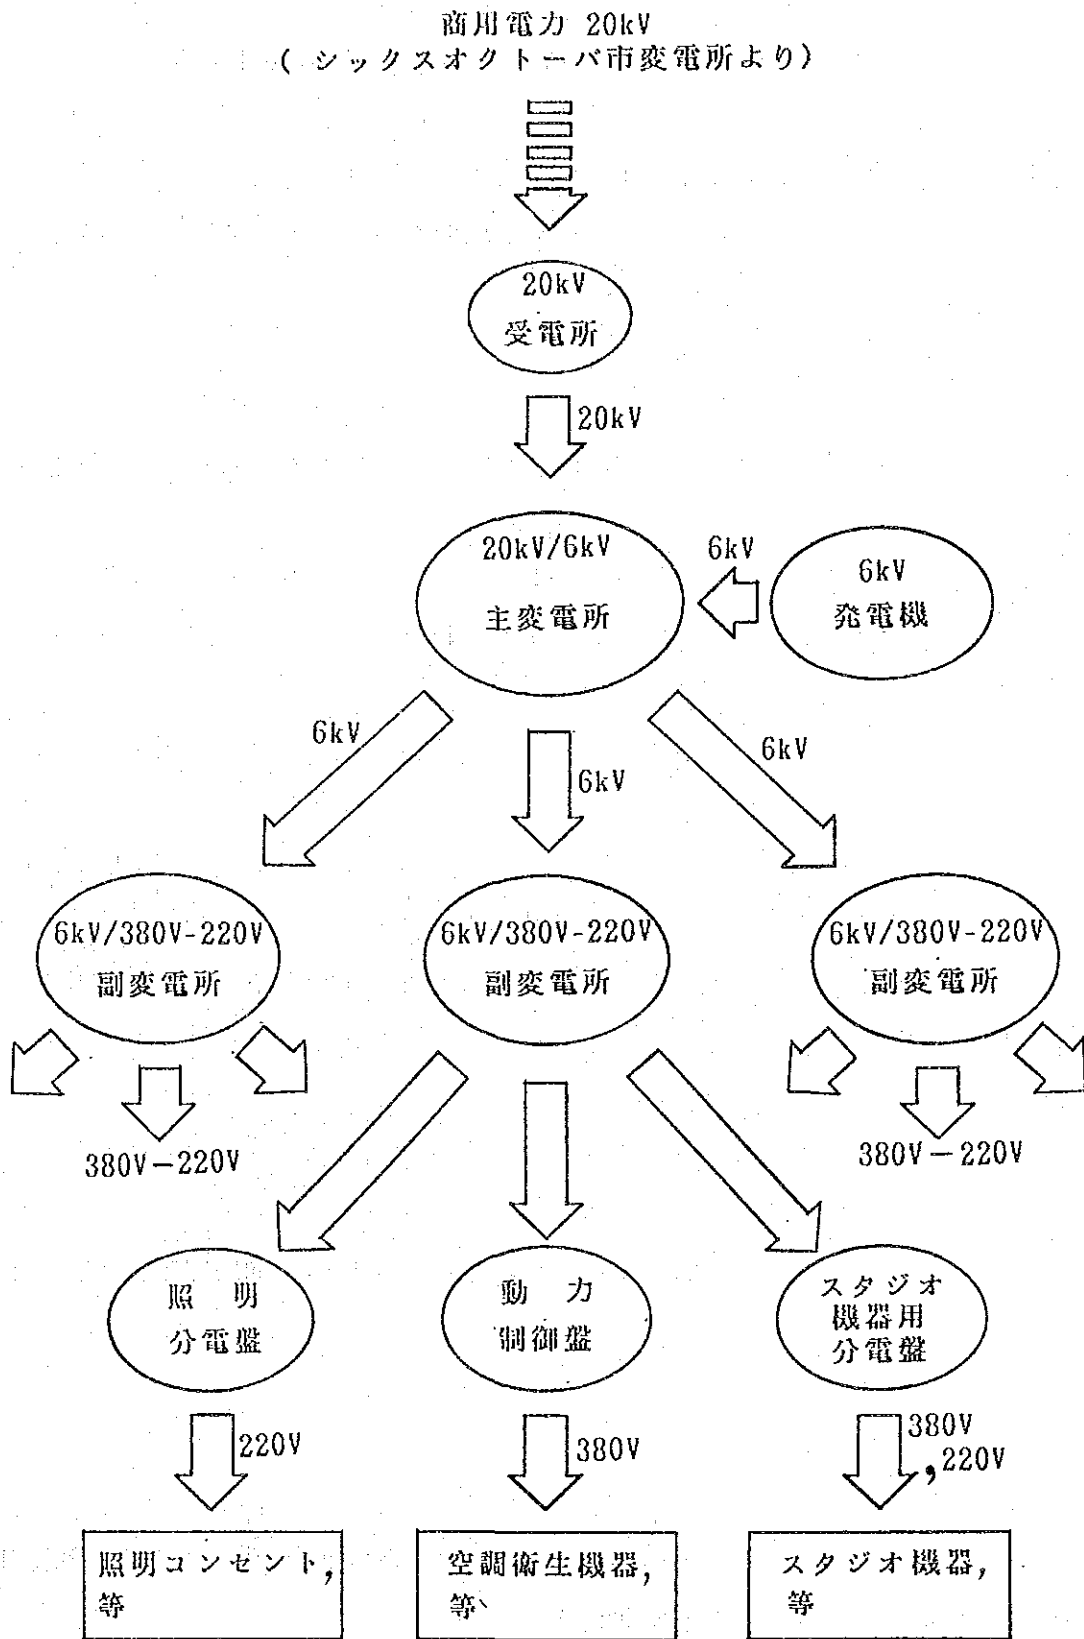 商用電力 20kV
( シックスオクトーバ市変電所より)
20kV
受電所
20kV
20kV/6kV
主変電所
6kV
6kV
発電機
6kV
6kV
6kV
6kV/380V-220V
副変電所
6kV/380V-220V
副変電所
6kV/380V-220V
副変電所
380V−220V
380V−220V
照 明
分電盤
動 力
制御盤
スタジオ
機器用
分電盤
220V
380V
380V
,220V
照明コンセント,
等
空調衛生機器,
等
スタジオ機器,
等